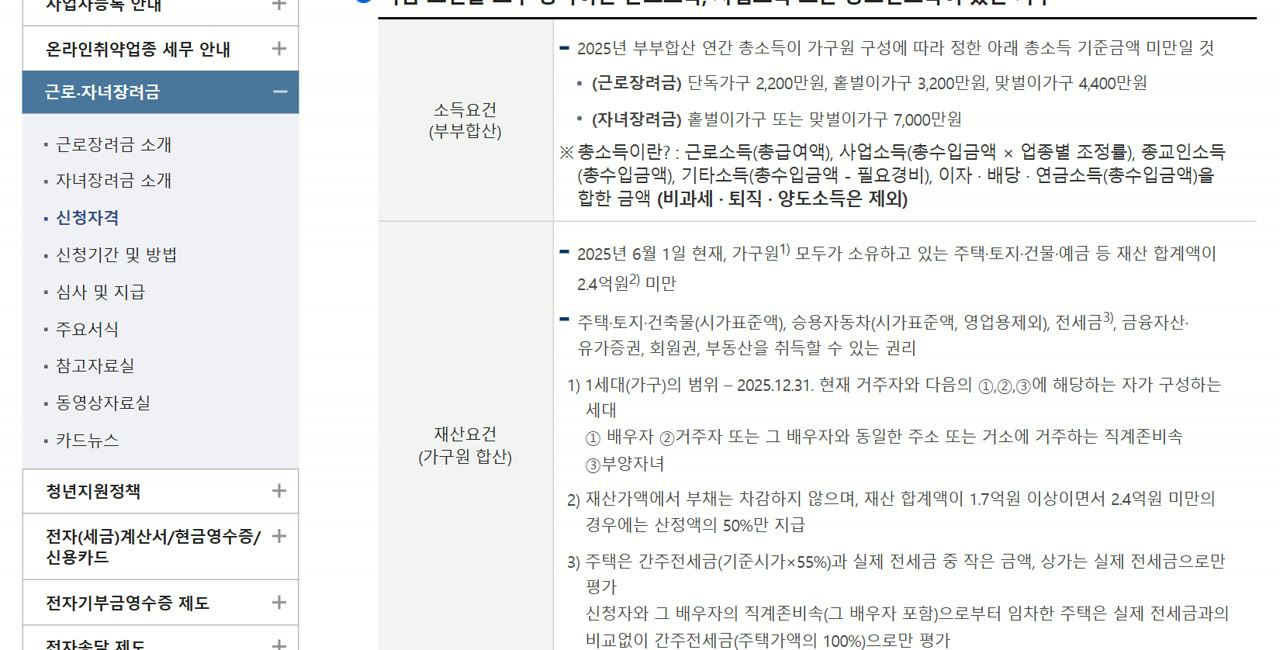 사업자등록 안내
온라인취약업종 세무 안내
근로·자녀장려금
· 근로장려금 소개
· 자녀장려금 소개
· 신청자격
· 신청기간 및 방법
· 심사 및 지급
· 주요서식
· 참고자료실
· 동영상자료실
· 카드뉴스
청년지원정책
전자(세금)계산서/현금영수증/
신용카드
전자기부금영수증 제도
전자송달 제도
소득요건
(부부합산)
- 2025년 부부합산 연간 총소득이 가구원 구성에 따라 정한 아래 총소득 기준금액 미만일 것
• (근로장려금) 단독가구 2,200만원, 홑벌이가구 3,200만원, 맞벌이가구 4,400만원
• (자녀장려금) 홑벌이가구 또는 맞벌이가구 7,000만원
※ 총소득이란? : 근로소득(총급여액), 사업소득(총수입금액 × 업종별 조정률), 종교인소득
(총수입금액), 기타소득(총수입금액 - 필요경비), 이자 · 배당 · 연금소득(총수입금액)을
합한 금액 (비과세 · 퇴직 · 양도소득은 제외)
재산요건
(가구원 합산)
- 2025년 6월 1일 현재, 가구원1) 모두가 소유하고 있는 주택·토지·건물·예금 등 재산 합계액이
2.4억원2) 미만
- 주택·토지·건축물(시가표준액), 승용자동차(시가표준액, 영업용제외), 전세금3), 금융자산·
유가증권, 회원권, 부동산을 취득할 수 있는 권리
1) 1세대(가구)의 범위 – 2025.12.31. 현재 거주자와 다음의 ①,②,③에 해당하는 자가 구성하는
세대
① 배우자 ②거주자 또는 그 배우자와 동일한 주소 또는 거소에 거주하는 직계존비속
③부양자녀
2) 재산가액에서 부채는 차감하지 않으며, 재산 합계액이 1.7억원 이상이면서 2.4억원 미만의
경우에는 산정액의 50%만 지급
3) 주택은 간주전세금(기준시가×55%)과 실제 전세금 중 작은 금액, 상가는 실제 전세금으로만
평가
신청자와 그 배우자의 직계존비속(그 배우자 포함)으로부터 임차한 주택은 실제 전세금과의
비교없이 간주전세금(주택가액의 100%)으로만 평가